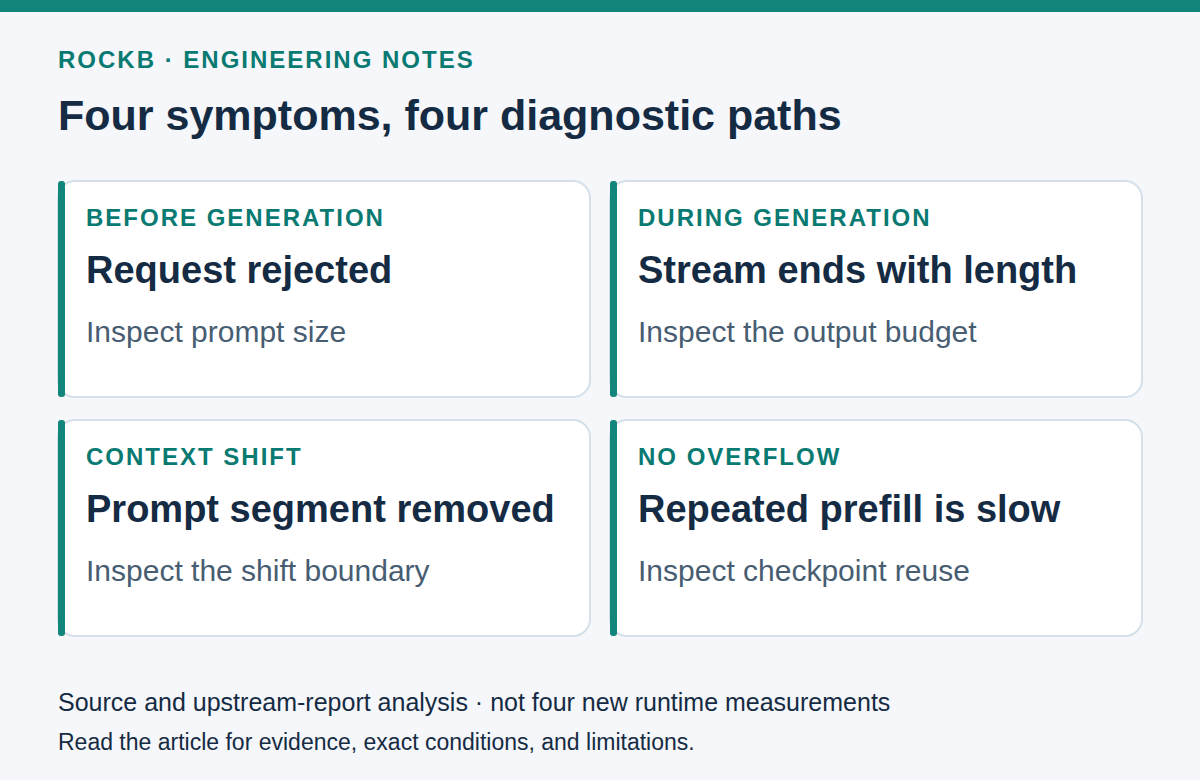 ROCKB · ENGINEERING NOTES
Four symptoms, four diagnostic paths
BEFORE GENERATION
Request rejected
Inspect prompt size
DURING GENERATION
Stream ends with length
Inspect the output budget
CONTEXT SHIFT
Prompt segment removed
Inspect the shift boundary
NO OVERFLOW
Repeated prefill is slow
Inspect checkpoint reuse
Source and upstream-report analysis · not four new runtime measurements
Read the article for evidence, exact conditions, and limitations.